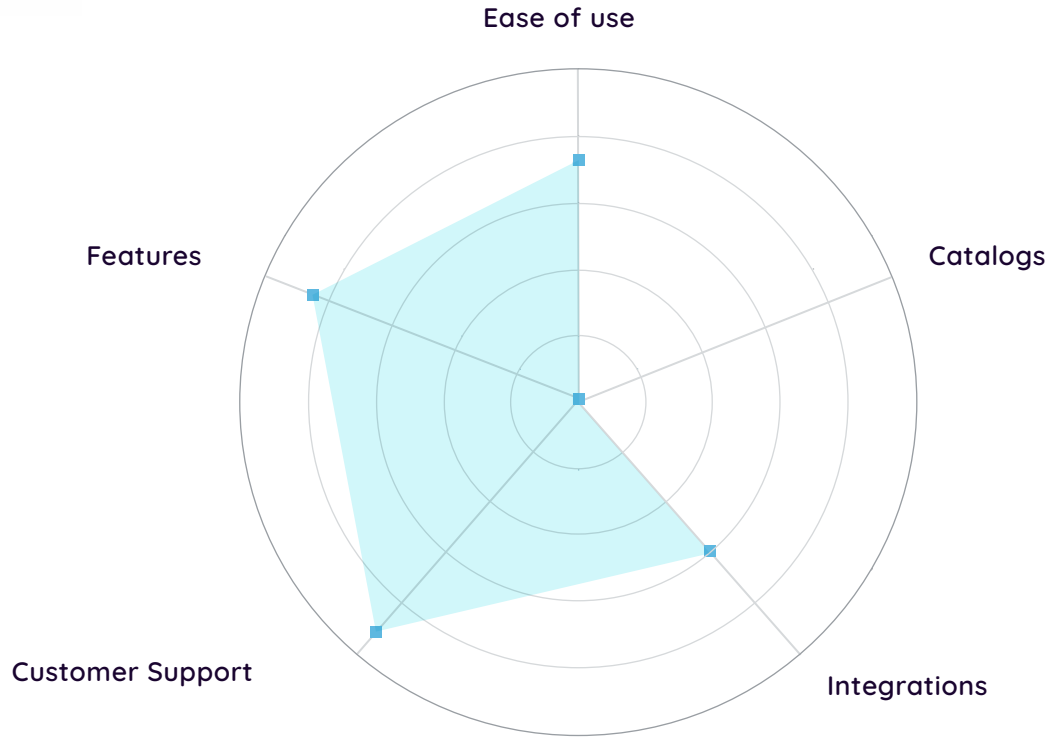 Ease of use
Features
Catalogs
Customer Support
Integrations